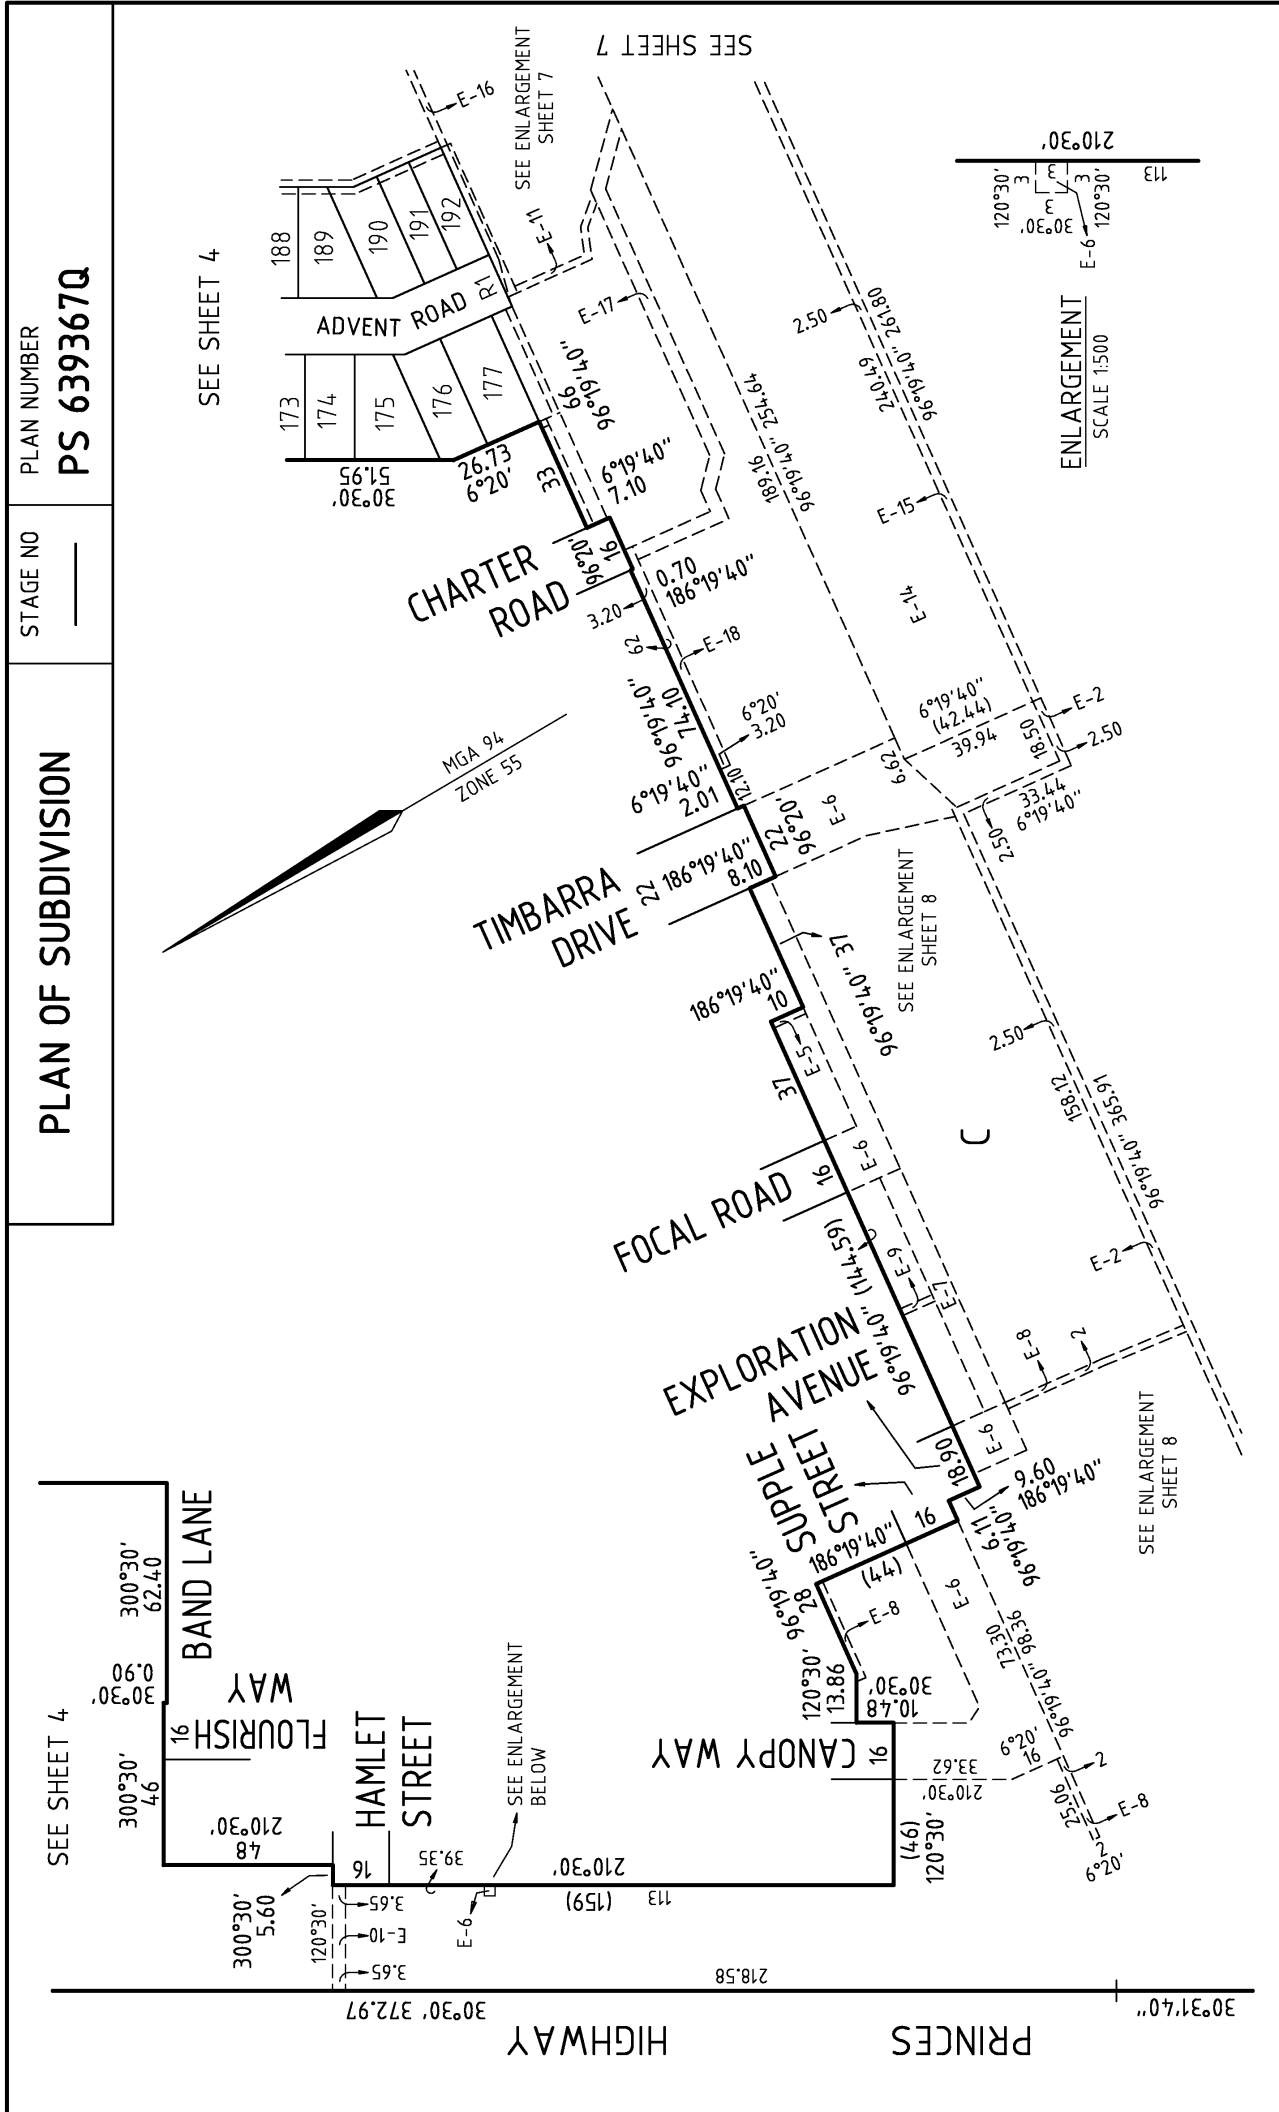 PLAN OF SUBDIVISION
STAGE NO
PLAN NUMBER
PS 639367Q
SEE SHEET 4
BAND LANE
300°30'
62.40
30°30'
0.90
FLOURISH
WAY
16
300°30'
46
210°30'
48
HAMLET
STREET
16
300°30'
5.60
120°30'
3.65
E-10
3.65
2
39.35
E-6
SEE ENLARGEMENT
BELOW
210°30'
(159)
113
218.58
30°30' 372.97
30°31'40"
PRINCES
HIGHWAY
CANOPY WAY
16
(46)
120°30'
210°30'
33.62
120°30'
13.86
30°30'
10.48
96°19'40"
28
E-8
186°19'40"
(44)
16
SUPPLE
STREET
EXPLORATION
AVENUE
18.90
E-6
6.11
96°19'40"
9.60
186°19'40"
E-6
73.30
96°19'40" 98.36
6°20'
16
25.06
2
E-8
2
6°20'
SEE ENLARGEMENT
SHEET 8
FOCAL ROAD
16
96°19'40" (144.59)
E-9
E-7
E-6
E-8
2
E-2
37
E-5
186°19'40"
10
96°19'40" 37
C
158.12
96°19'40" 365.91
2.50
SEE ENLARGEMENT
SHEET 8
TIMBARRA
DRIVE
22
186°19'40"
8.10
22
96°20'
6°19'40"
2.01
12.10
E-6
6.62
2.50
33.44
6°19'40"
18.50
2.50
E-2
6°19'40"
(42.44)
39.94
MGA 94
ZONE 55
96°19'40"
74.10
62
3.20
E-18
6°20'
3.20
0.70
186°19'40"
CHARTER
ROAD
96°20'
16
6°19'40"
7.10
33
66
96°19'40"
30°30'
51.95
26.73
6°20'
SEE SHEET 4
173
174
175
176
177
ADVENT ROAD
R1
188
189
190
191
192
E-16
E-11
E-17
SEE ENLARGEMENT
SHEET 7
SEE SHEET 7
189.16
96°19'40" 254.64
E-14
E-15
2.50
240.49
96°19'40" 261.80
ENLARGEMENT
SCALE 1:500
E-6
120°30'
3
30°30'
3
3
3
120°30'
210°30'
113